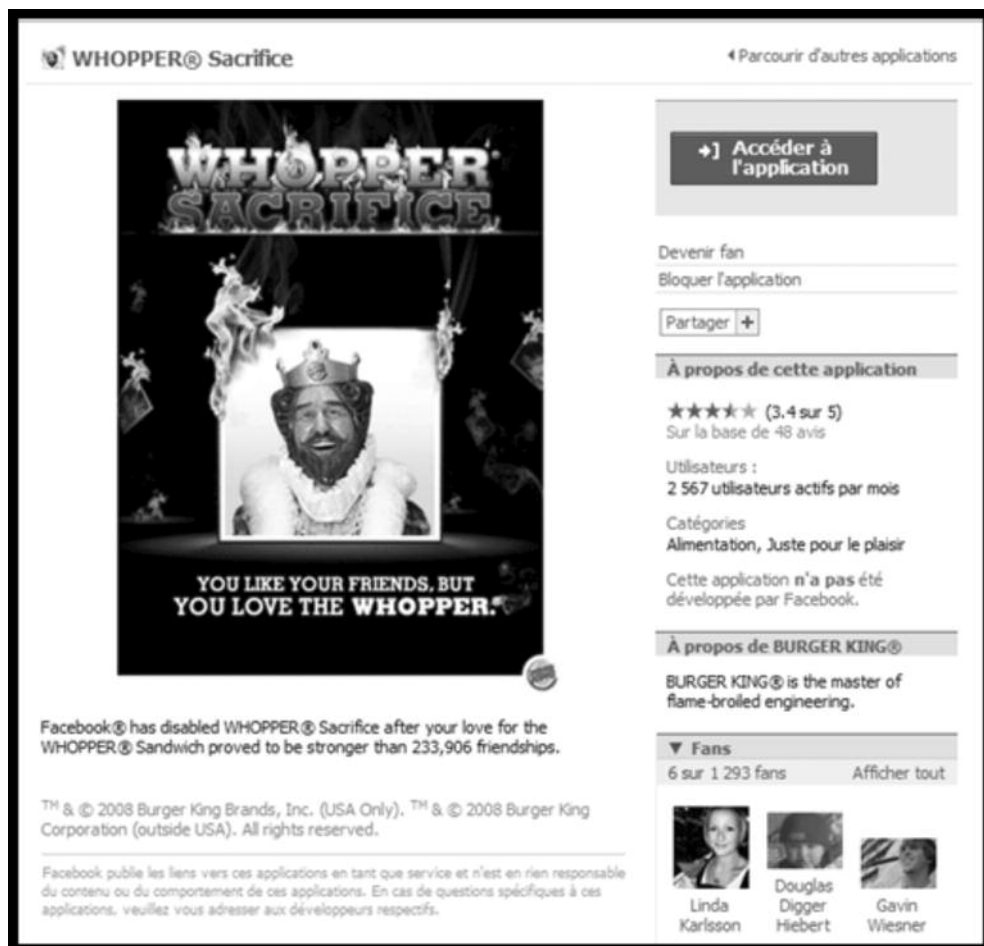 WHOPPER® Sacrifice
Parcourir d'autres applications
WHOPPER®
SACRIFICE
YOU LIKE YOUR FRIENDS, BUT
YOU LOVE THE WHOPPER.®
Facebook® has disabled WHOPPER® Sacrifice after your love for the
WHOPPER® Sandwich proved to be stronger than 233,906 friendships.
TM & © 2008 Burger King Brands, Inc. (USA Only). TM & © 2008 Burger King
Corporation (outside USA). All rights reserved.
Facebook publie les liens vers ces applications en tant que service et n'est en rien responsable
du contenu ou du comportement de ces applications. En cas de questions spécifiques à ces
applications, veuillez vous adresser aux développeurs respectifs.
Accéder à
l'application
Devenir fan
Bloquer l'application
Partager +
À propos de cette application
(3.4 sur 5)
Sur la base de 48 avis
Utilisateurs :
2 567 utilisateurs actifs par mois
Catégories
Alimentation, Juste pour le plaisir
Cette application n'a pas été
développée par Facebook.
À propos de BURGER KING®
BURGER KING® is the master of
flame-broiled engineering.
▼ Fans
6 sur 1 293 fans Afficher tout
Linda
Karlsson
Douglas
Digger
Hiebert
Gavin
Wiesner